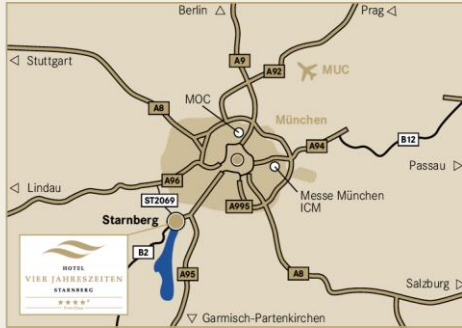 Berlin
Prag
Stuttgart
A9
A92
MUC
MOC
A8
München
A94
B12
Passau
A96
Lindau
ST2069
Messe München
ICM
A995
Starnberg
B2
HOTEL
VIER JAHRESZEITEN
STARNBERG
A95
A8
Salzburg
Garmisch-Partenkirchen